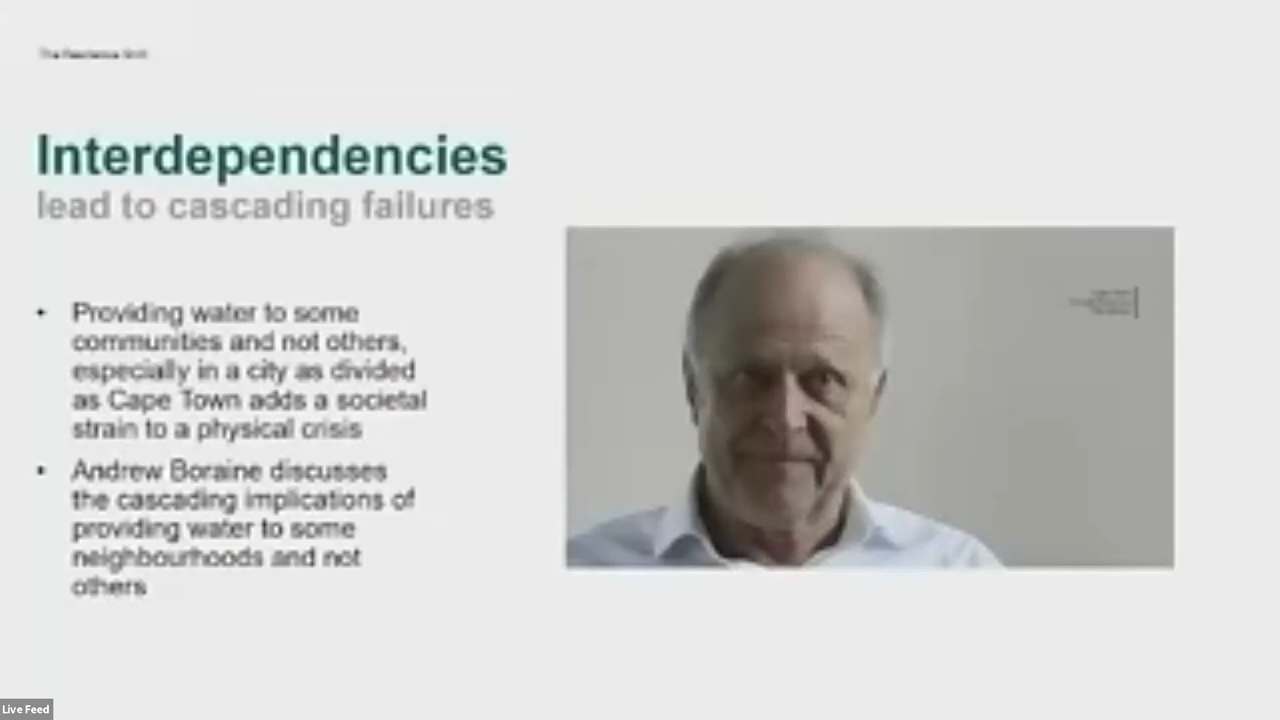 Interdependencies
lead to cascading failures
• Providing water to some
communities and not others,
especially in a city as divided
as Cape Town adds a societal
strain to a physical crisis
• Andrew Boraine discusses
the cascading implications of
providing water to some
neighbourhoods and not
others
Live Feed